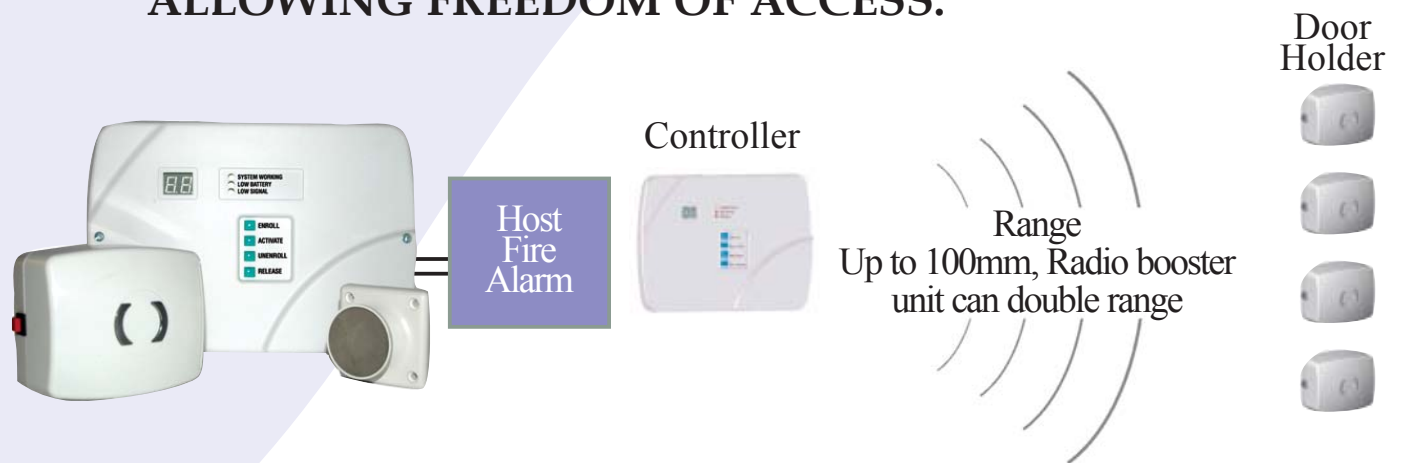 ALLOWING FREEDOM OF ACCESS.
Door
Holder
Controller
SYSTEM WORKING
LOW BATTERY
LOW SIGNAL
ENROLL
ACTIVATE
UNENROLL
RELEASE
Host
Fire
Alarm
Range
Up to 100mm, Radio booster
unit can double range